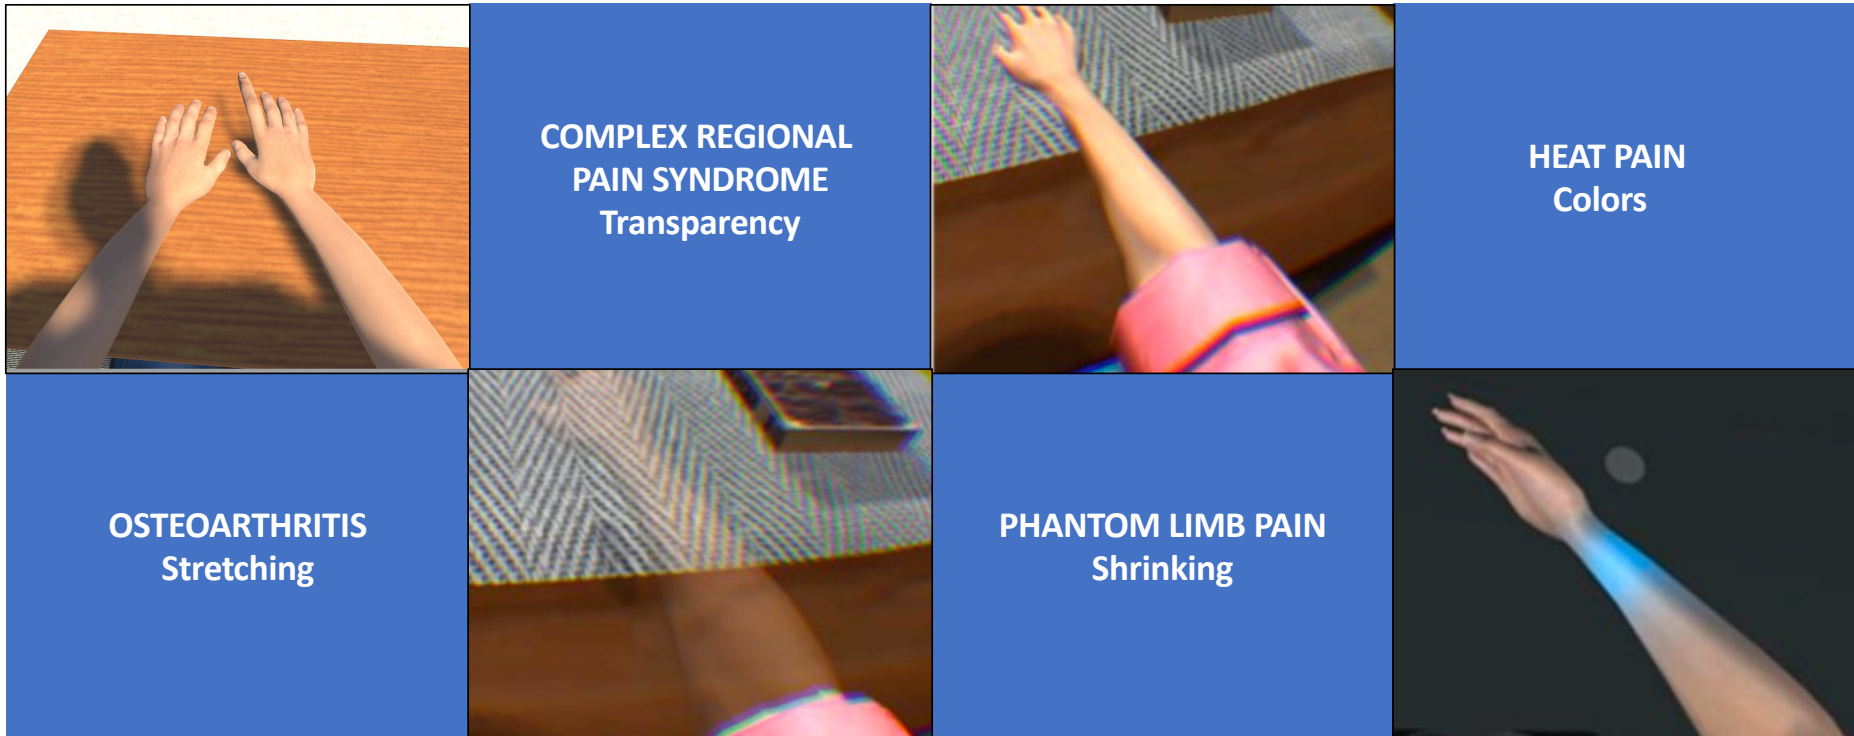 COMPLEX REGIONAL
PAIN SYNDROME
Transparency
HEAT PAIN
Colors
OSTEOARTHRITIS
Stretching
PHANTOM LIMB PAIN
Shrinking